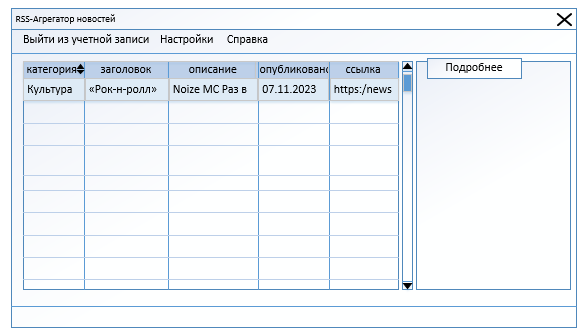 RSS-Агрегатор новостей
Выйти из учетной записи Настройки Справка
категория заголовок описание опубликовано ссылка Подробнее
Культура «Рок-н-ролл» Noize MC Раз в 07.11.2023 https:/news